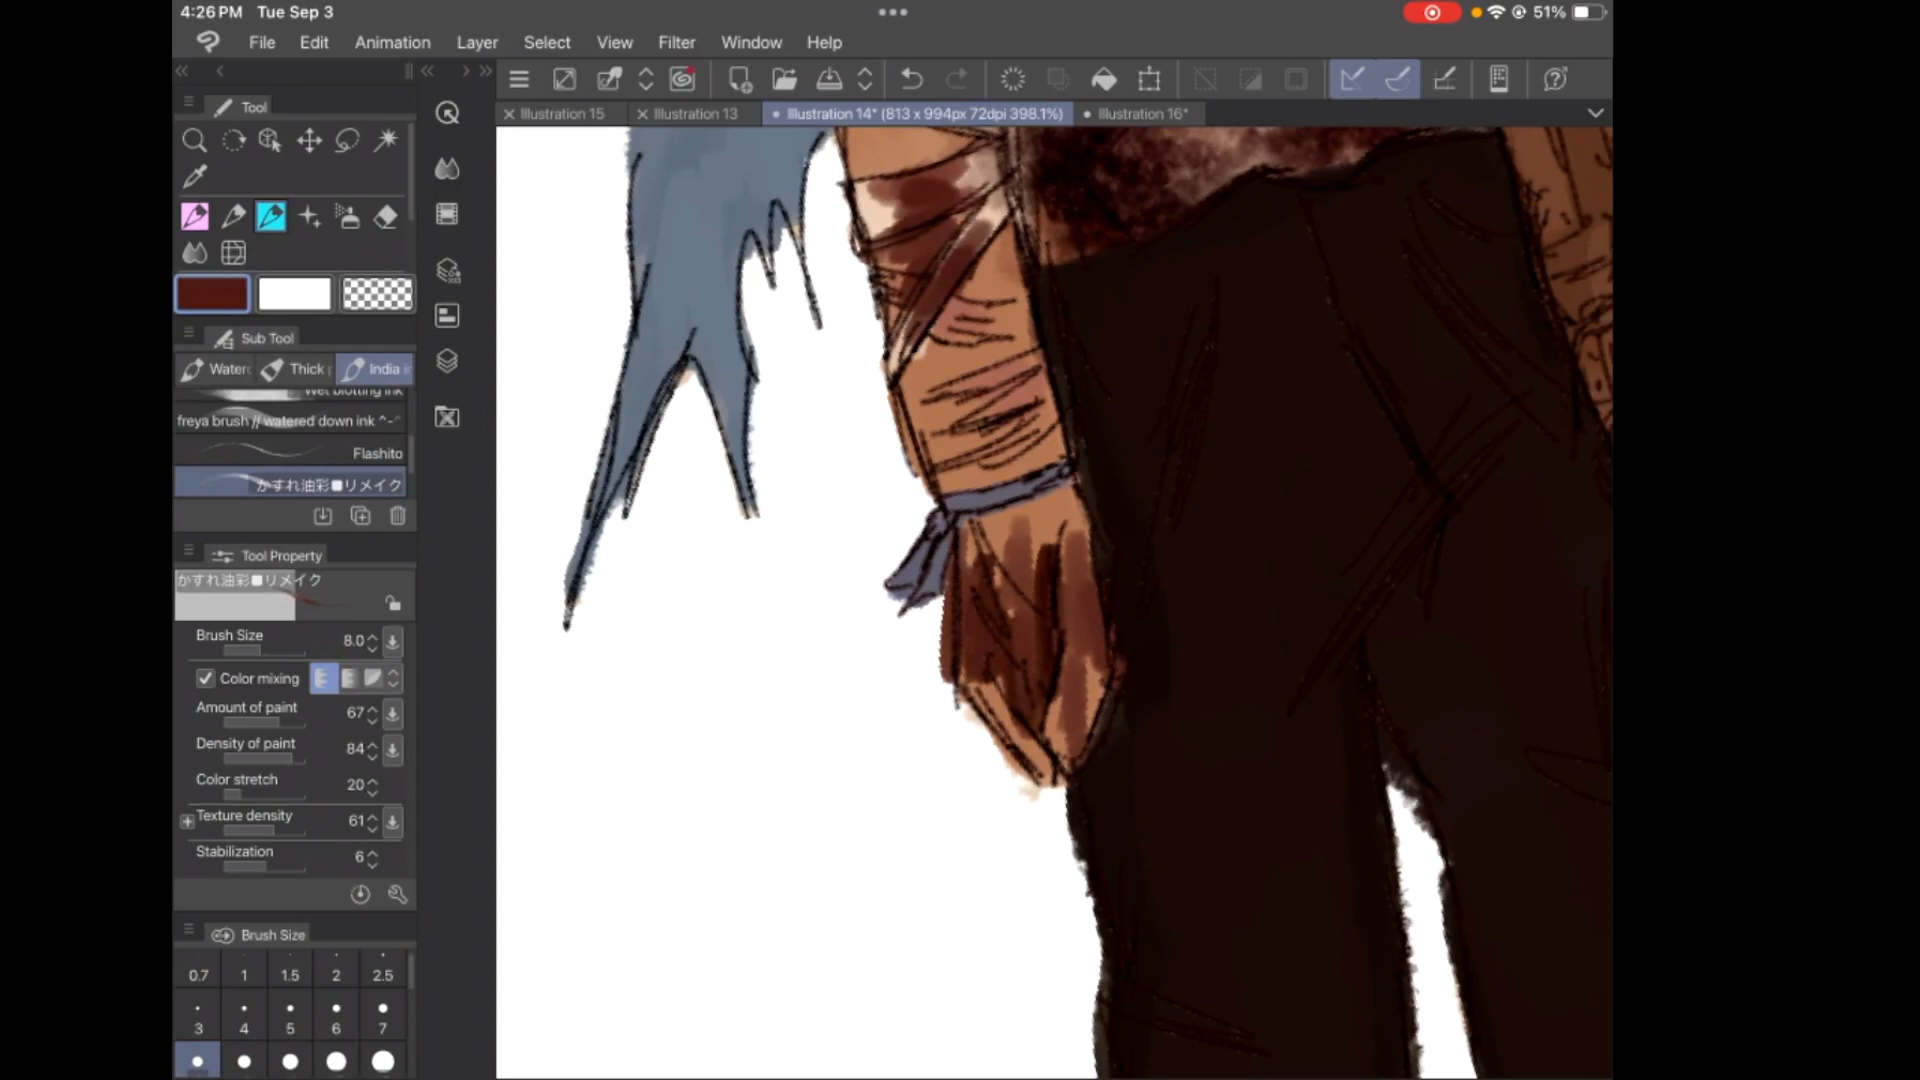 4:26 PM Tue Sep 3
51%
File Edit Animation Layer Select View Filter Window Help
Tool
Illustration 15
Illustration 13
Illustration 14* (813 x 994px 72dpi 398.1%)
Illustration 16*
Sub Tool
Thick
India
Wet blotting ink
freya brush // watered down ink ^-^
Flashito
かすれ油彩■リメイク
Tool Property
かすれ油彩■リメイク
Brush Size 8.0
Color mixing
Amount of paint 67
Density of paint 84
Color stretch 20
Texture density 61
Stabilization 6
Brush Size
0.7 1 1.5 2 2.5
3 4 5 6 7